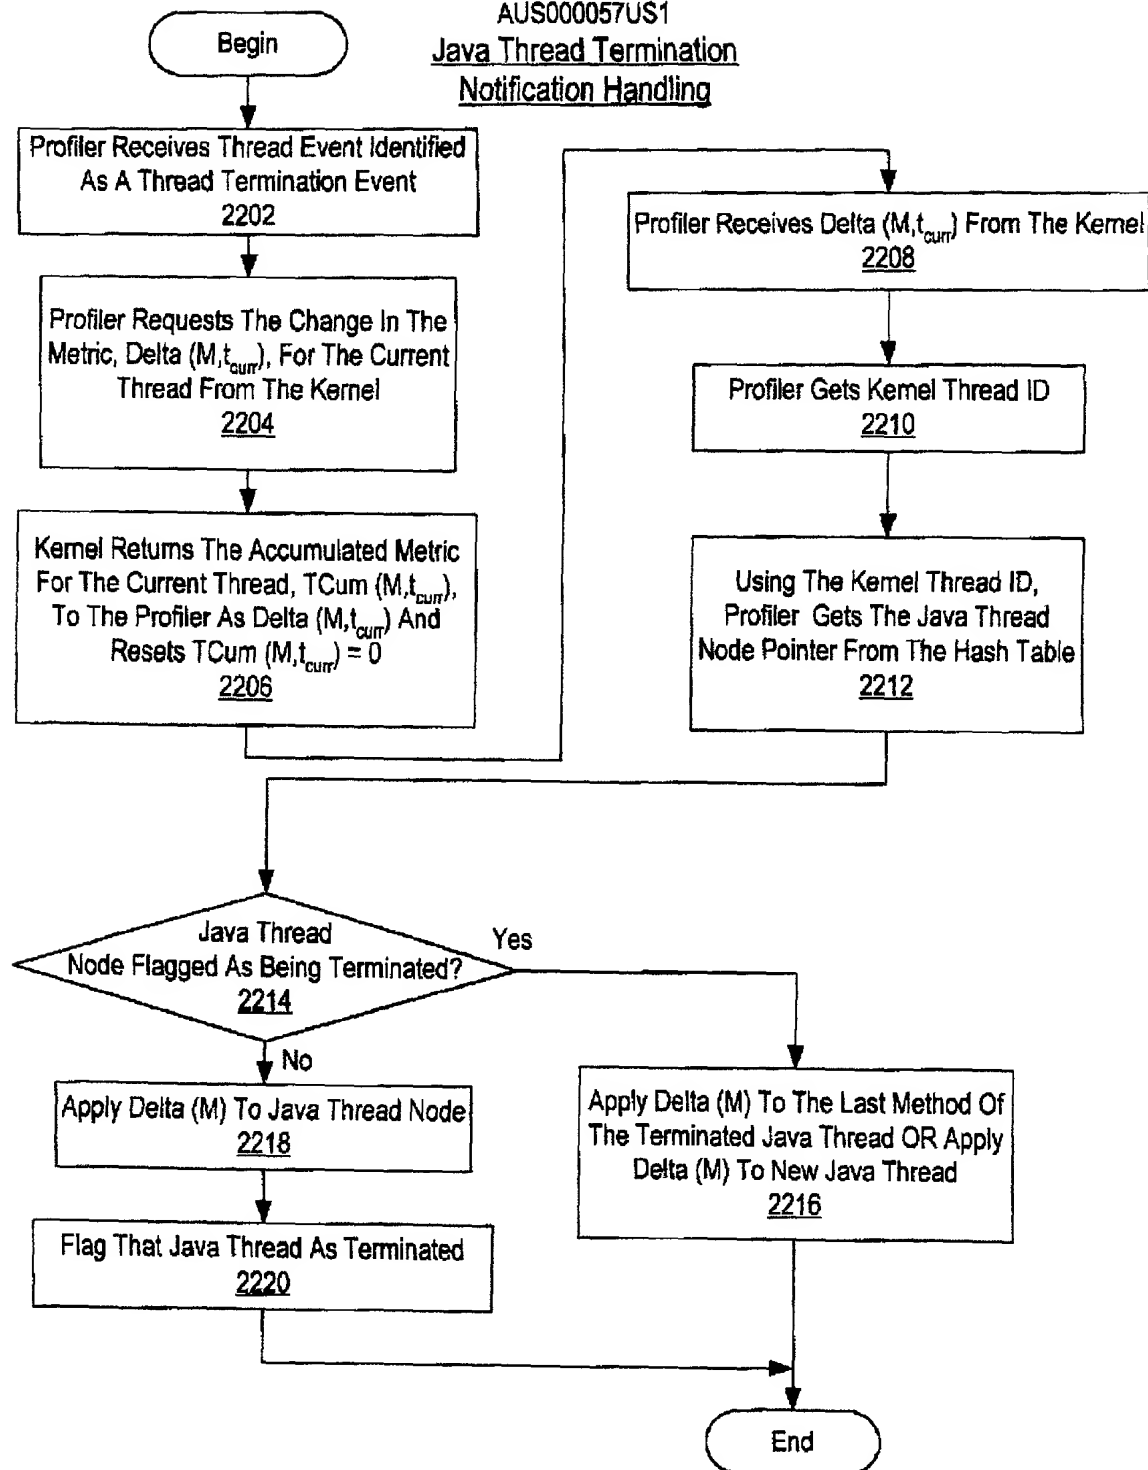 AUS000057US1
Java Thread Termination
Notification Handling
Begin
Profiler Receives Thread Event Identified
As A Thread Termination Event
2202
Profiler Requests The Change In The
Metric, Delta (M,t_curr), For The Current
Thread From The Kernel
2204
Kernel Returns The Accumulated Metric
For The Current Thread, TCum (M,t_curr),
To The Profiler As Delta (M,t_curr) And
Resets TCum (M,t_curr) = 0
2206
Profiler Receives Delta (M,t_curr) From The Kernel
2208
Profiler Gets Kernel Thread ID
2210
Using The Kernel Thread ID,
Profiler Gets The Java Thread
Node Pointer From The Hash Table
2212
Java Thread
Node Flagged As Being Terminated?
2214
Yes
No
Apply Delta (M) To Java Thread Node
2218
Flag That Java Thread As Terminated
2220
Apply Delta (M) To The Last Method Of
The Terminated Java Thread OR Apply
Delta (M) To New Java Thread
2216
End